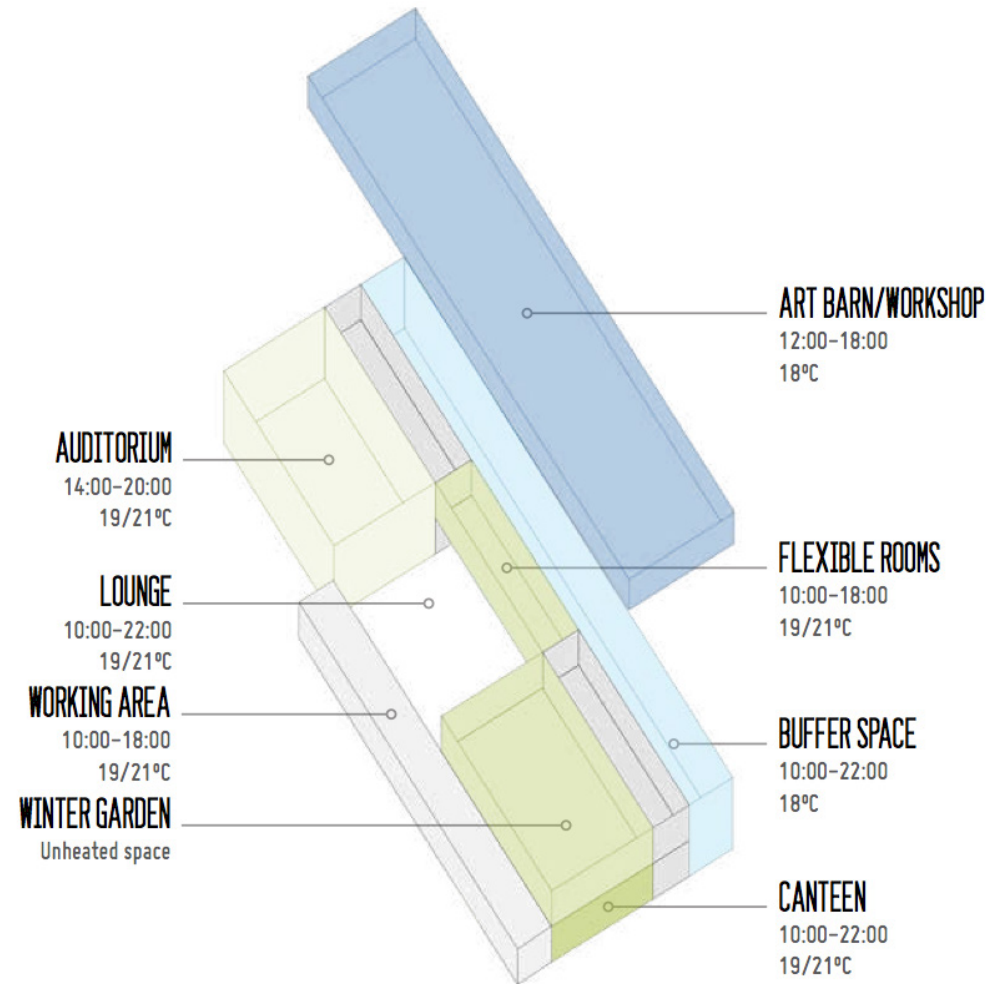 ART BARN/WORKSHOP
12:00–18:00
18ºC
AUDITORIUM
14:00–20:00
19/21ºC
FLEXIBLE ROOMS
10:00–18:00
19/21ºC
LOUNGE
10:00–22:00
19/21ºC
WORKING AREA
10:00–18:00
19/21ºC
BUFFER SPACE
10:00–22:00
18ºC
WINTER GARDEN
Unheated space
CANTEEN
10:00–22:00
19/21ºC